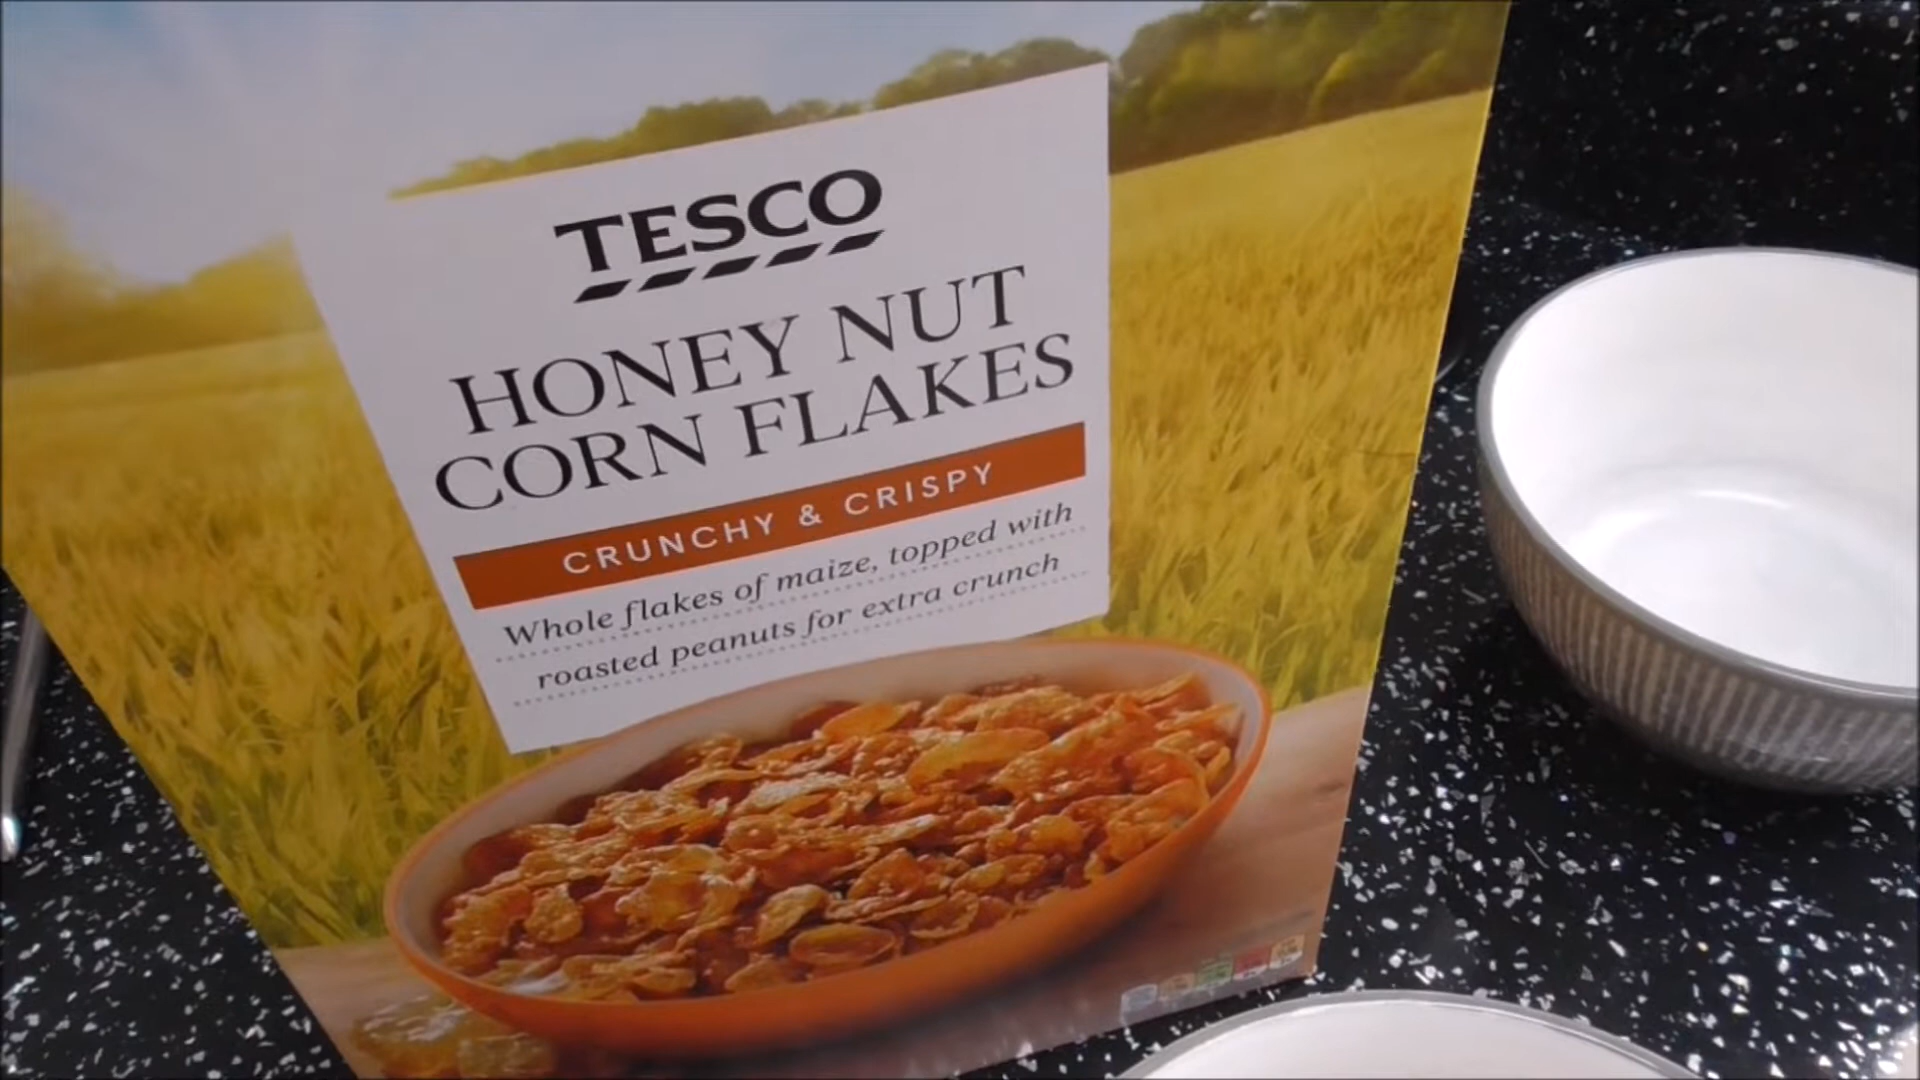 TESCO
HONEY NUT
CORN FLAKES
CRUNCHY & CRISPY
Whole flakes of maize, topped with
roasted peanuts for extra crunch